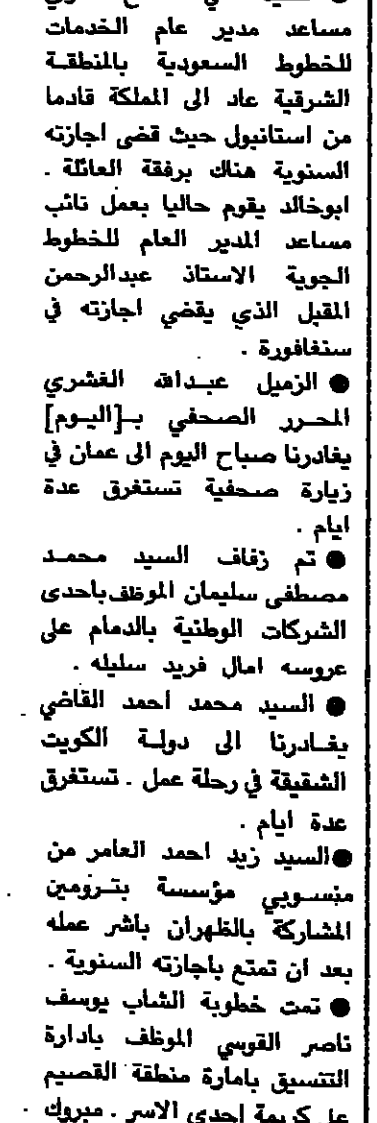 مساعد مدير عام الخدمات
للخطوط السعودية بالمنطقة
الشرقية عاد الى المملكة قادما
من استانبول حيث قضى اجازته
السنوية هناك برفقة العائلة .
ابوخالد يقوم حاليا بعمل نائب
مساعد المدير العام للخطوط
الجوية الاستاذ عبدالرحمن
المقبل الذي يقضي اجازته في
سنغافورة .
● الزميل عبدالله الغشري
المحرر الصحفي بـ[اليوم]
يغادرنا صباح اليوم الى عمان في
زيارة صحفية تستغرق عدة
ايام .
● تم زفاف السيد محمد
مصطفى سليمان الموظف باحدى
الشركات الوطنية بالدمام على
عروسه امال فريد سليله .
● السيد محمد أحمد القاضي
يغادرنا الى دولة الكويت
الشقيقة في رحلة عمل . تستغرق
عدة ايام .
● السيد زيد احمد العامر من
منسوبي مؤسسة بترومين
المشاركة بالظهران باشر عمله
بعد ان تمتع باجازته السنوية .
● تمت خطوبة الشاب يوسف
ناصر القوسي الموظف بادارة
التنسيق بامارة منطقة القصيم
على كريمة إحدى الاسر . مبروك .